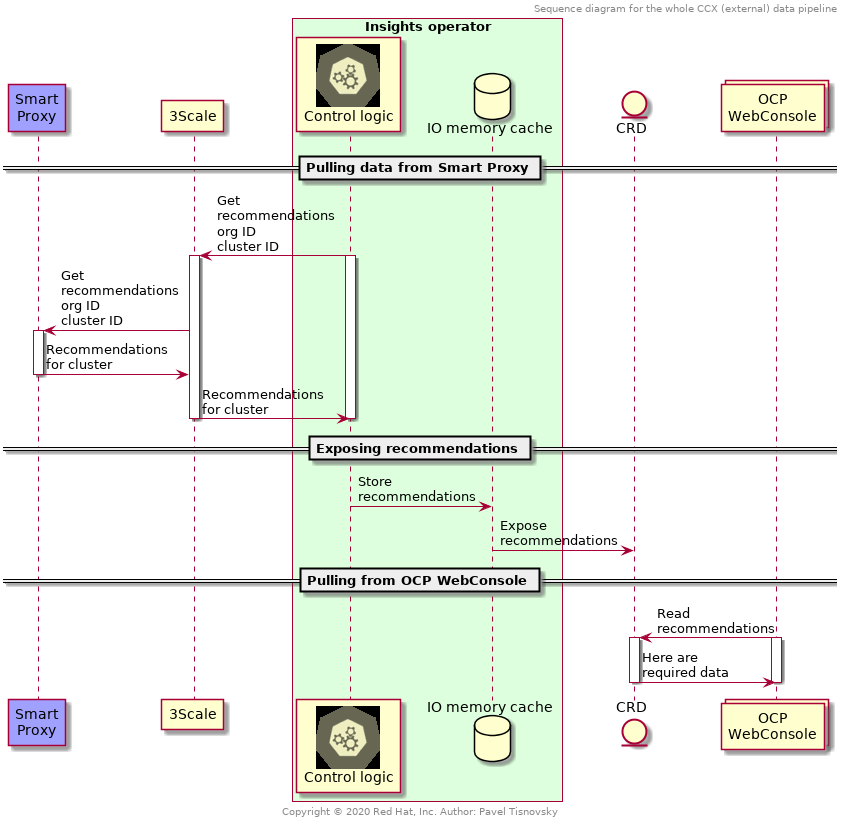 Sequence diagram for the whole CCX (external) data pipeline
Insights operator
Smart
Proxy
3Scale
Control logic
IO memory cache
CRD
OCP
WebConsole
Pulling data from Smart Proxy
Get
recommendations
org ID
cluster ID
Get
recommendations
org ID
cluster ID
Recommendations
for cluster
Recommendations
for cluster
Exposing recommendations
Store
recommendations
Expose
recommendations
Pulling from OCP WebConsole
Read
recommendations
Here are
required data
Smart
Proxy
3Scale
Control logic
IO memory cache
CRD
OCP
WebConsole
Copyright © 2020 Red Hat, Inc. Author: Pavel Tisnovsky